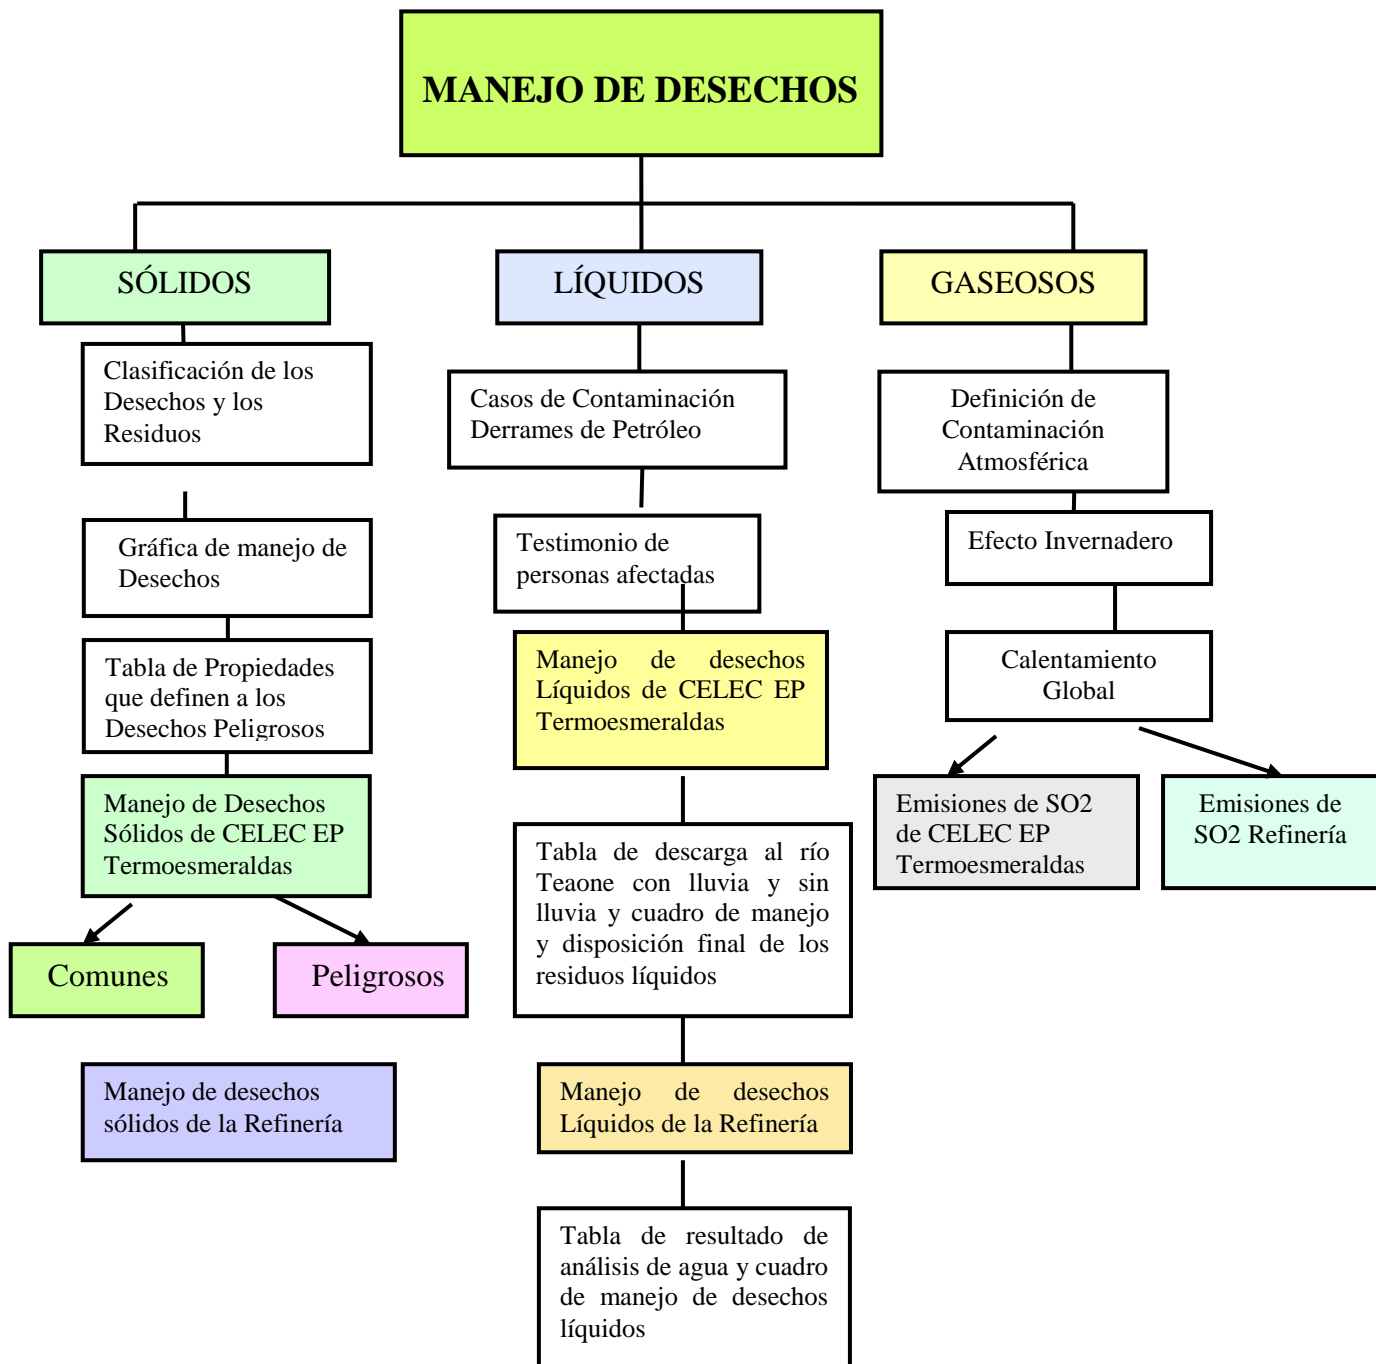 MANEJO DE DESECHOS
SÓLIDOS
LÍQUIDOS
GASEOSOS
Clasificación de los
Desechos y los
Residuos
Gráfica de manejo de
Desechos
Tabla de Propiedades
que definen a los
Desechos Peligrosos
Manejo de Desechos
Sólidos de CELEC EP
Termoesmeraldas
Comunes
Peligrosos
Manejo de desechos
sólidos de la Refinería
Casos de Contaminación
Derrames de Petróleo
Testimonio de
personas afectadas
Manejo de desechos
Líquidos de CELEC EP
Termoesmeraldas
Tabla de descarga al río
Teaone con lluvia y sin
lluvia y cuadro de manejo
y disposición final de los
residuos líquidos
Manejo de desechos
Líquidos de la Refinería
Tabla de resultado de
análisis de agua y cuadro
de manejo de desechos
líquidos
Definición de
Contaminación
Atmosférica
Efecto Invernadero
Calentamiento
Global
Emisiones de SO2
de CELEC EP
Termoesmeraldas
Emisiones de
SO2 Refinería